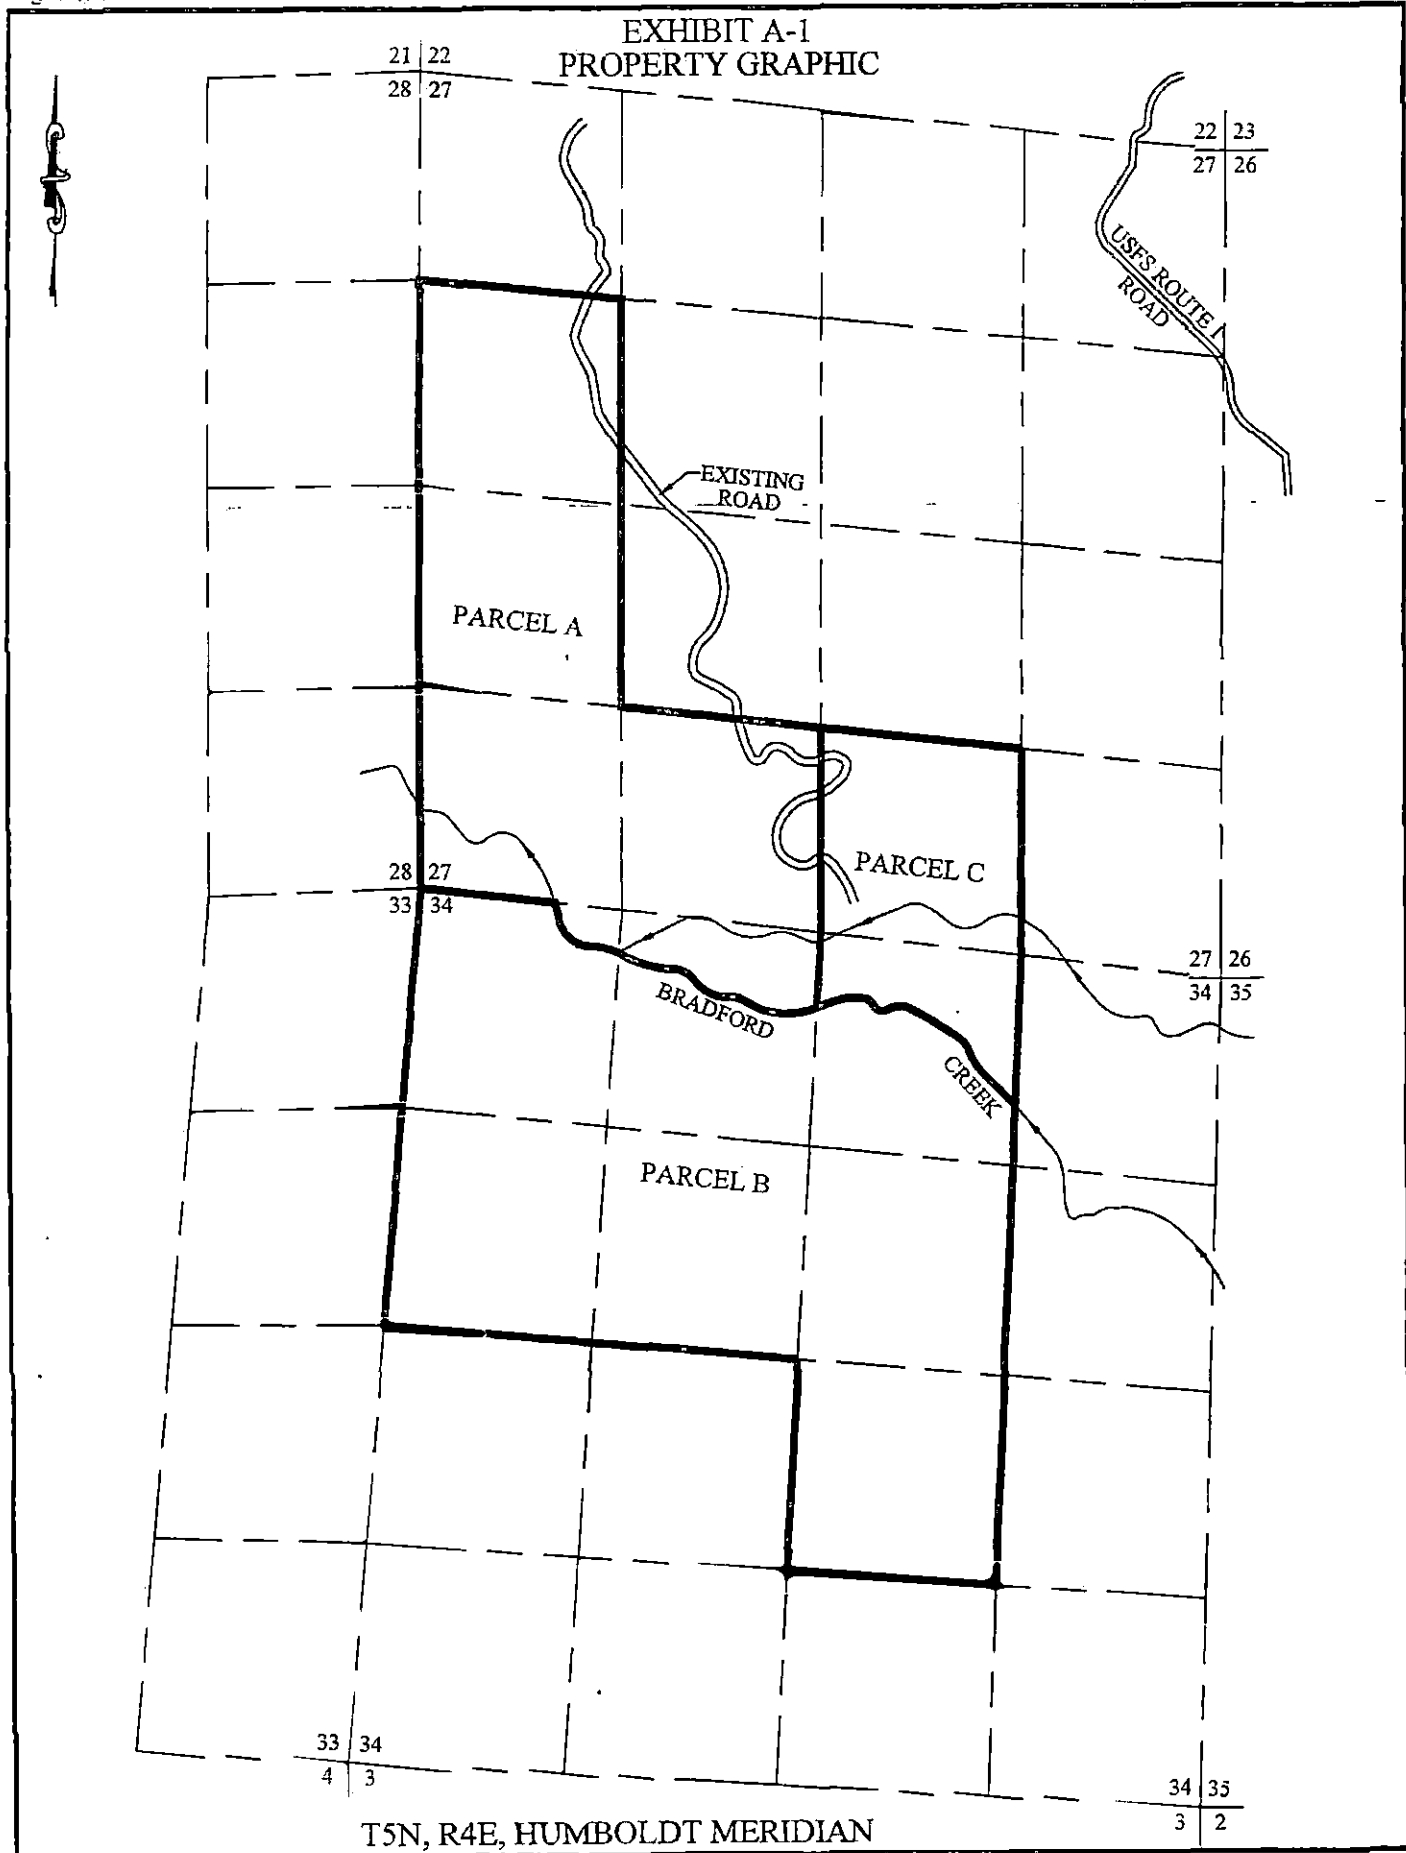 EXHIBIT A-1
PROPERTY GRAPHIC
21 22
28 27
22 23
27 26
USFS ROUTE 1
ROAD
EXISTING
ROAD
PARCEL A
PARCEL C
28 27
33 34
27 26
34 35
BRADFORD
CREEK
PARCEL B
33 34
4 3
34 35
3 2
T5N, R4E, HUMBOLDT MERIDIAN